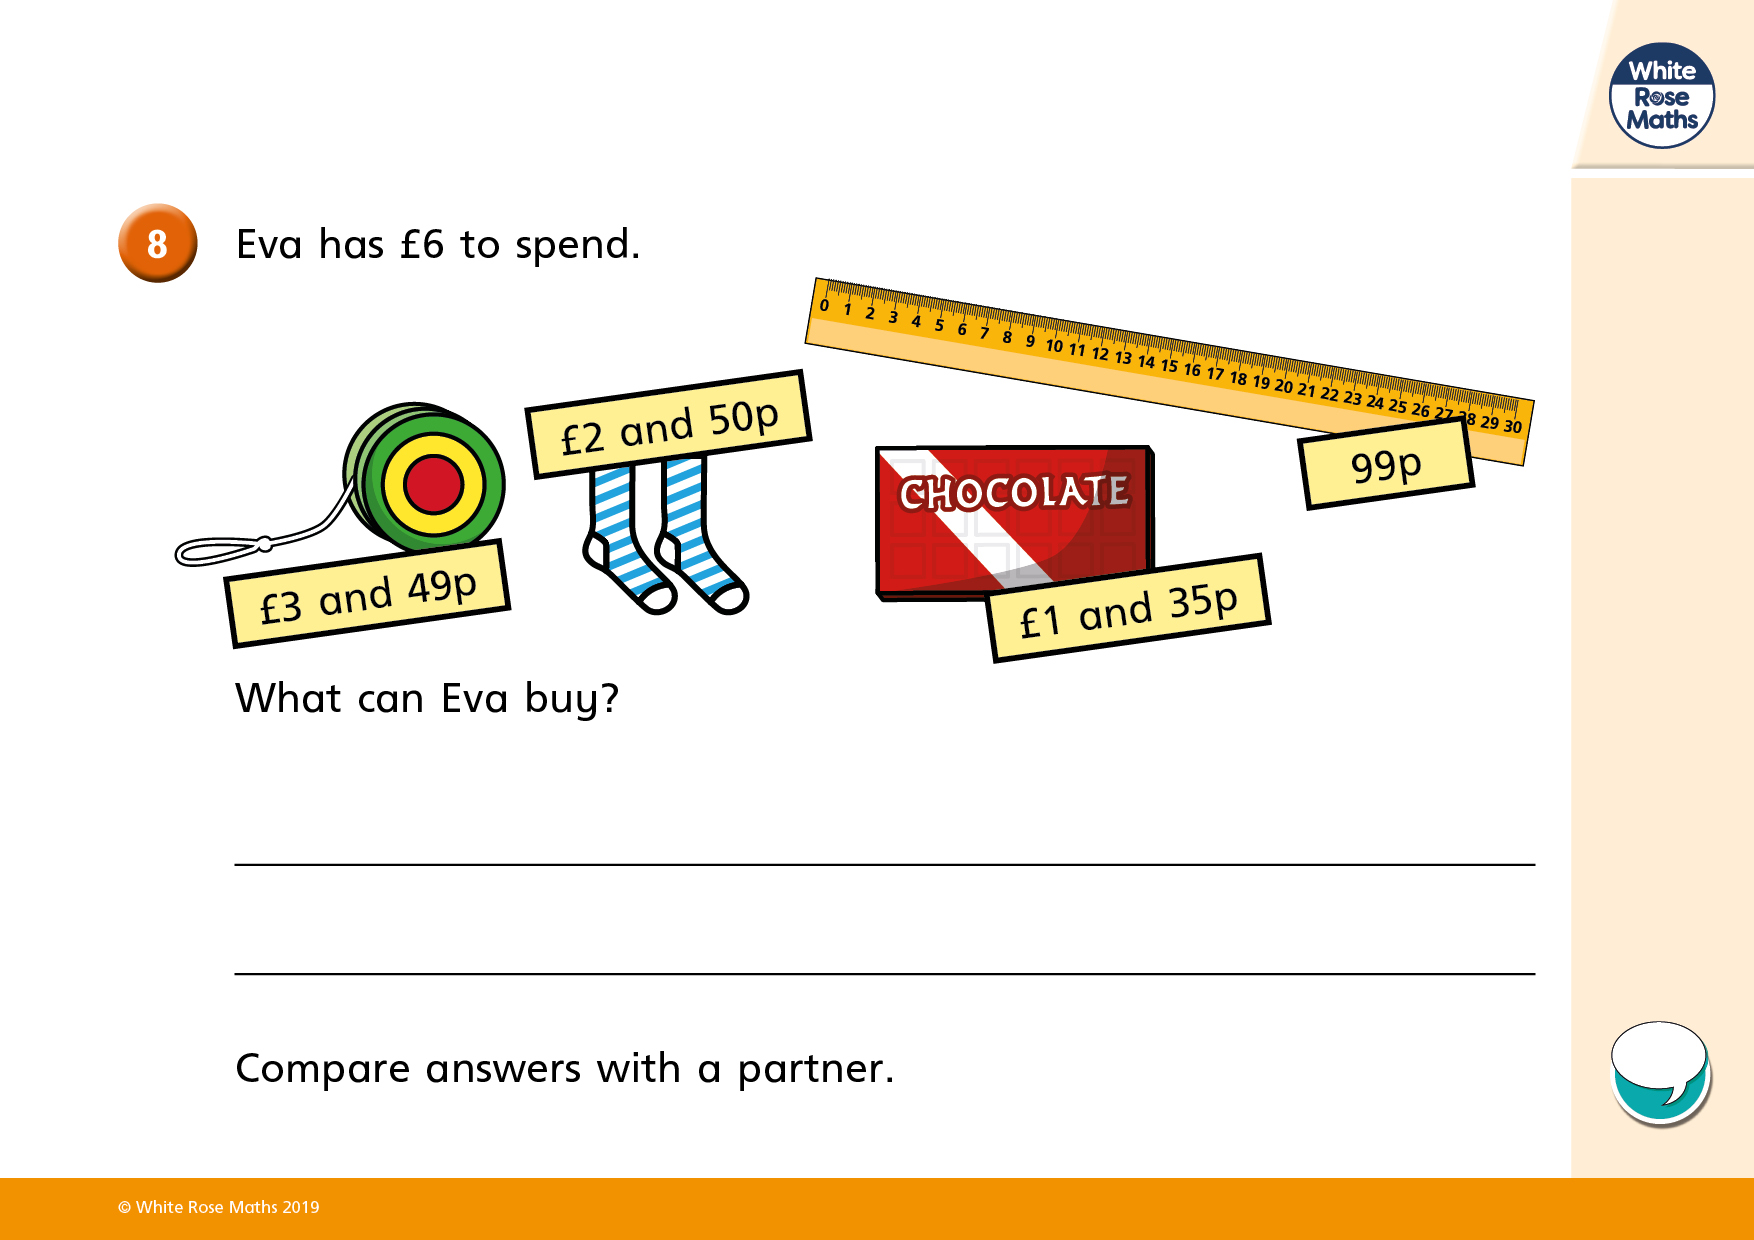 White
Rose
Maths
8 Eva has £6 to spend.
0 1 2 3 4 5 6 7 8 9 10 11 12 13 14 15 16 17 18 19 20 21 22 23 24 25 26 27 28 29 30
£2 and 50p
99p
CHOCOLATE
£3 and 49p
£1 and 35p
What can Eva buy?
Compare answers with a partner.
© White Rose Maths 2019